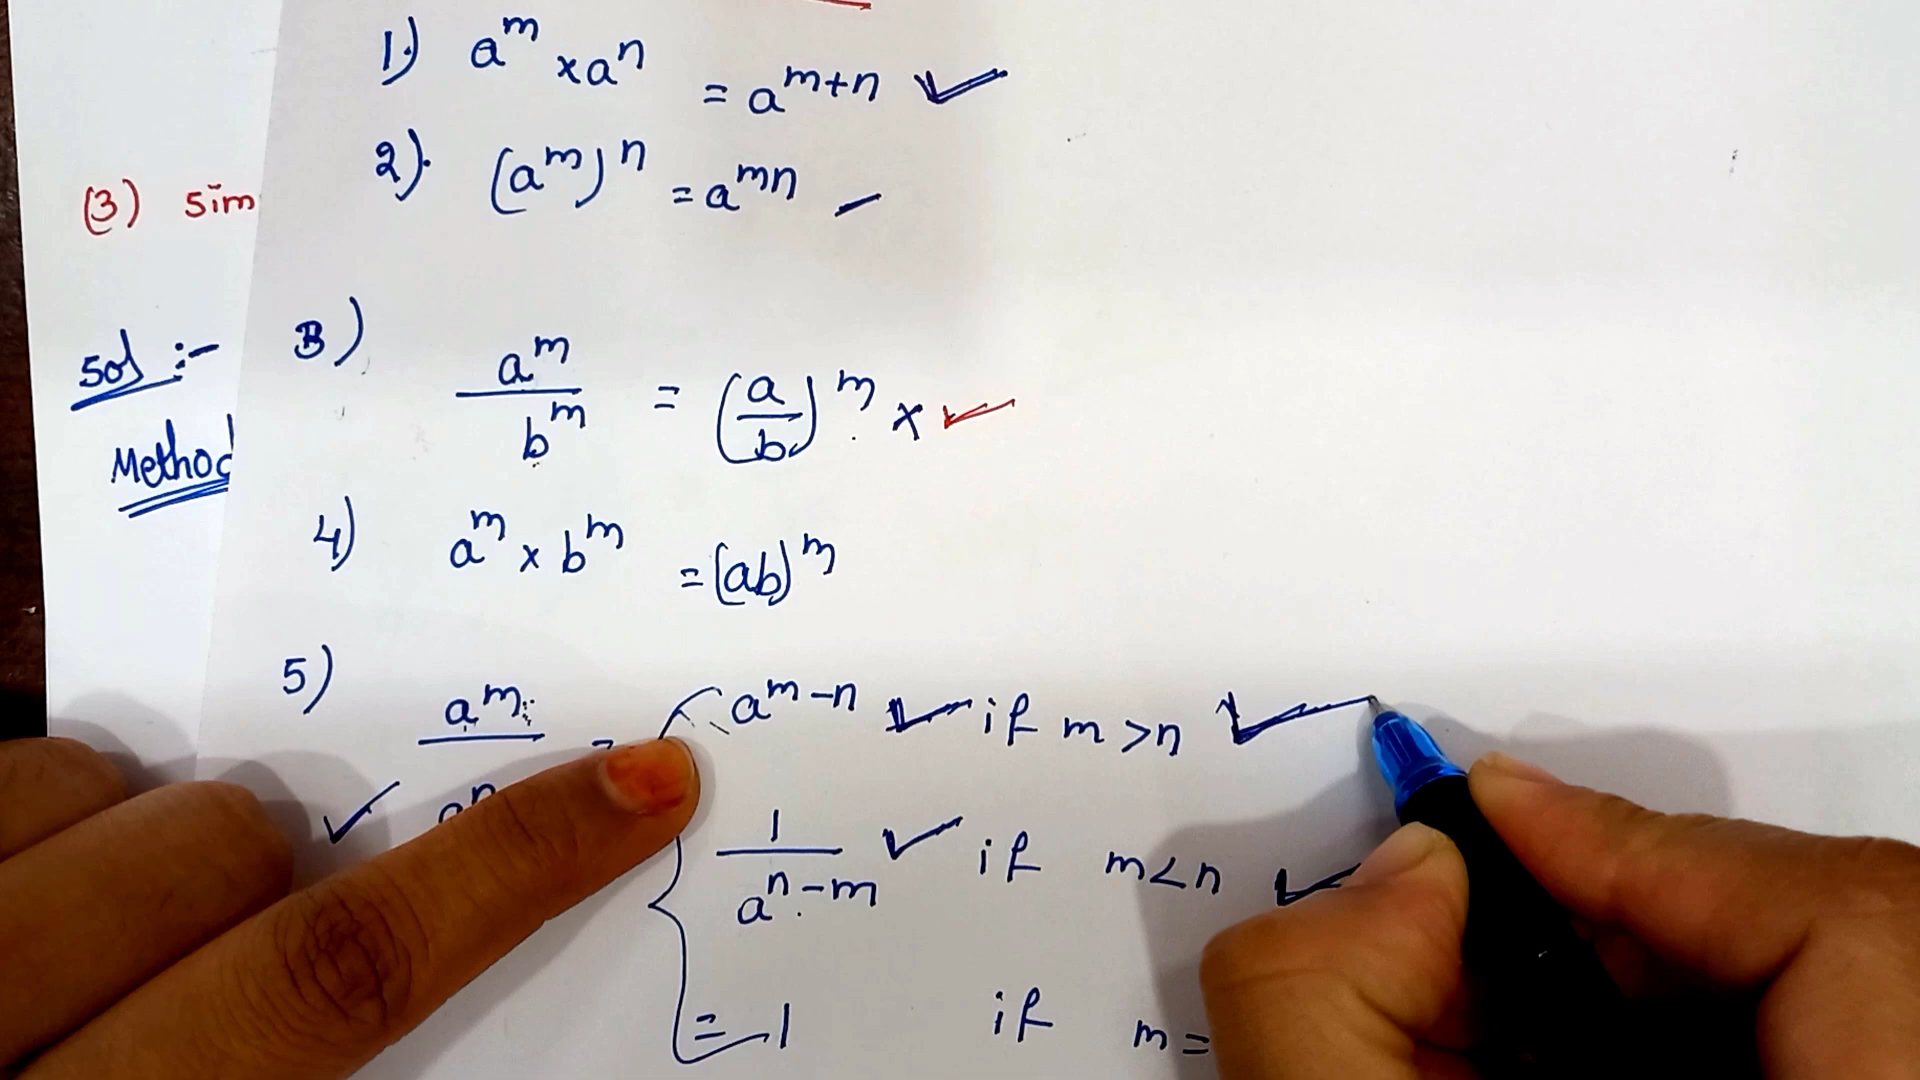 1) a^m × a^n = a^{m+n} ✓
2) (a^m)^n = a^{mn}
(3) sim
Sol :-
Method
3) a^m / b^m = (a/b)^m × ✓
4) a^m × b^m = (ab)^m
5) a^m / a^n = { a^{m-n} ✓ if m > n ✓
✓ 1 / a^{n-m} ✓ if m < n ✓
= 1 if m =